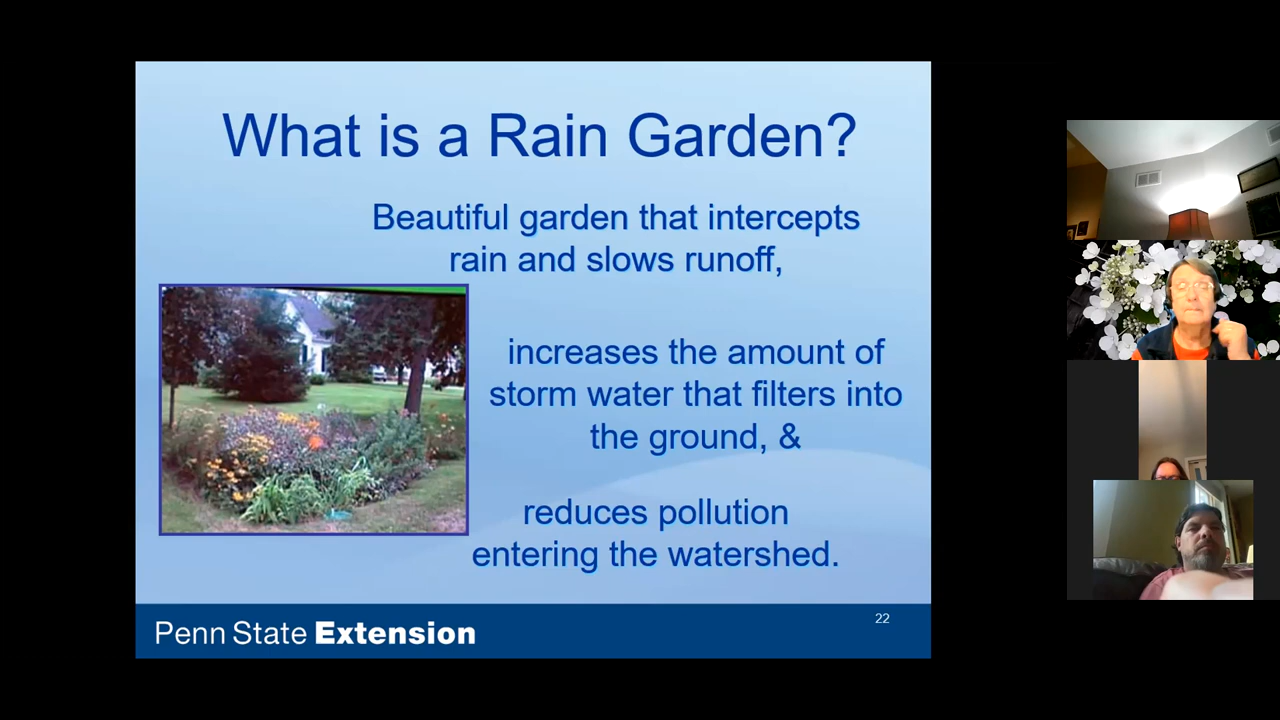 What is a Rain Garden?
Beautiful garden that intercepts
rain and slows runoff,
increases the amount of
storm water that filters into
the ground, &
reduces pollution
entering the watershed.
Penn State Extension
22